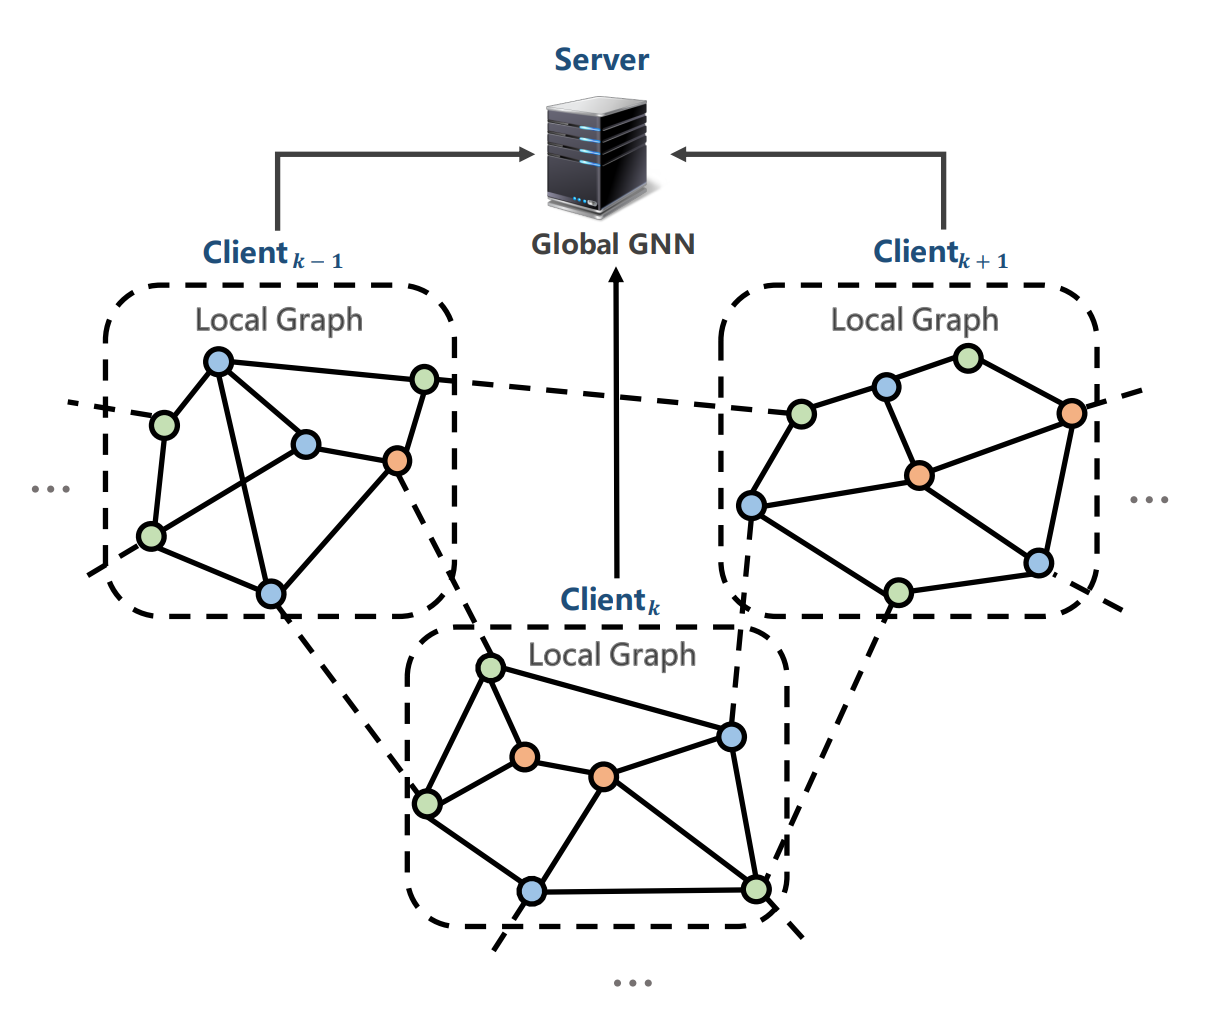 Server
Global GNN
Client k − 1
Client k + 1
Local Graph
Local Graph
...
...
Client k
Local Graph
...